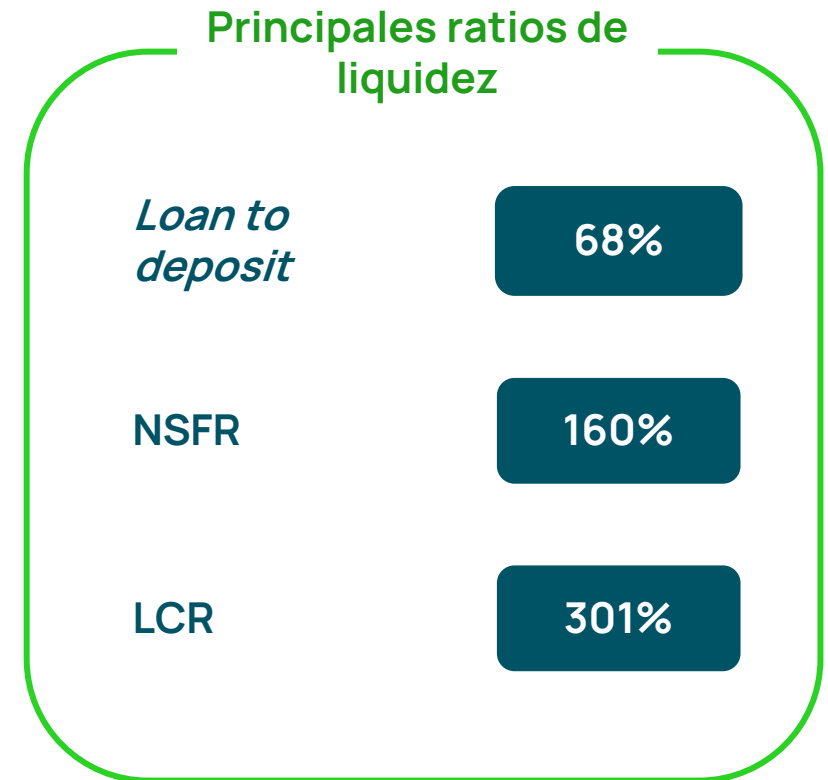 Principales ratios de
liquidez
Loan to
deposit
68%
NSFR
160%
LCR
301%